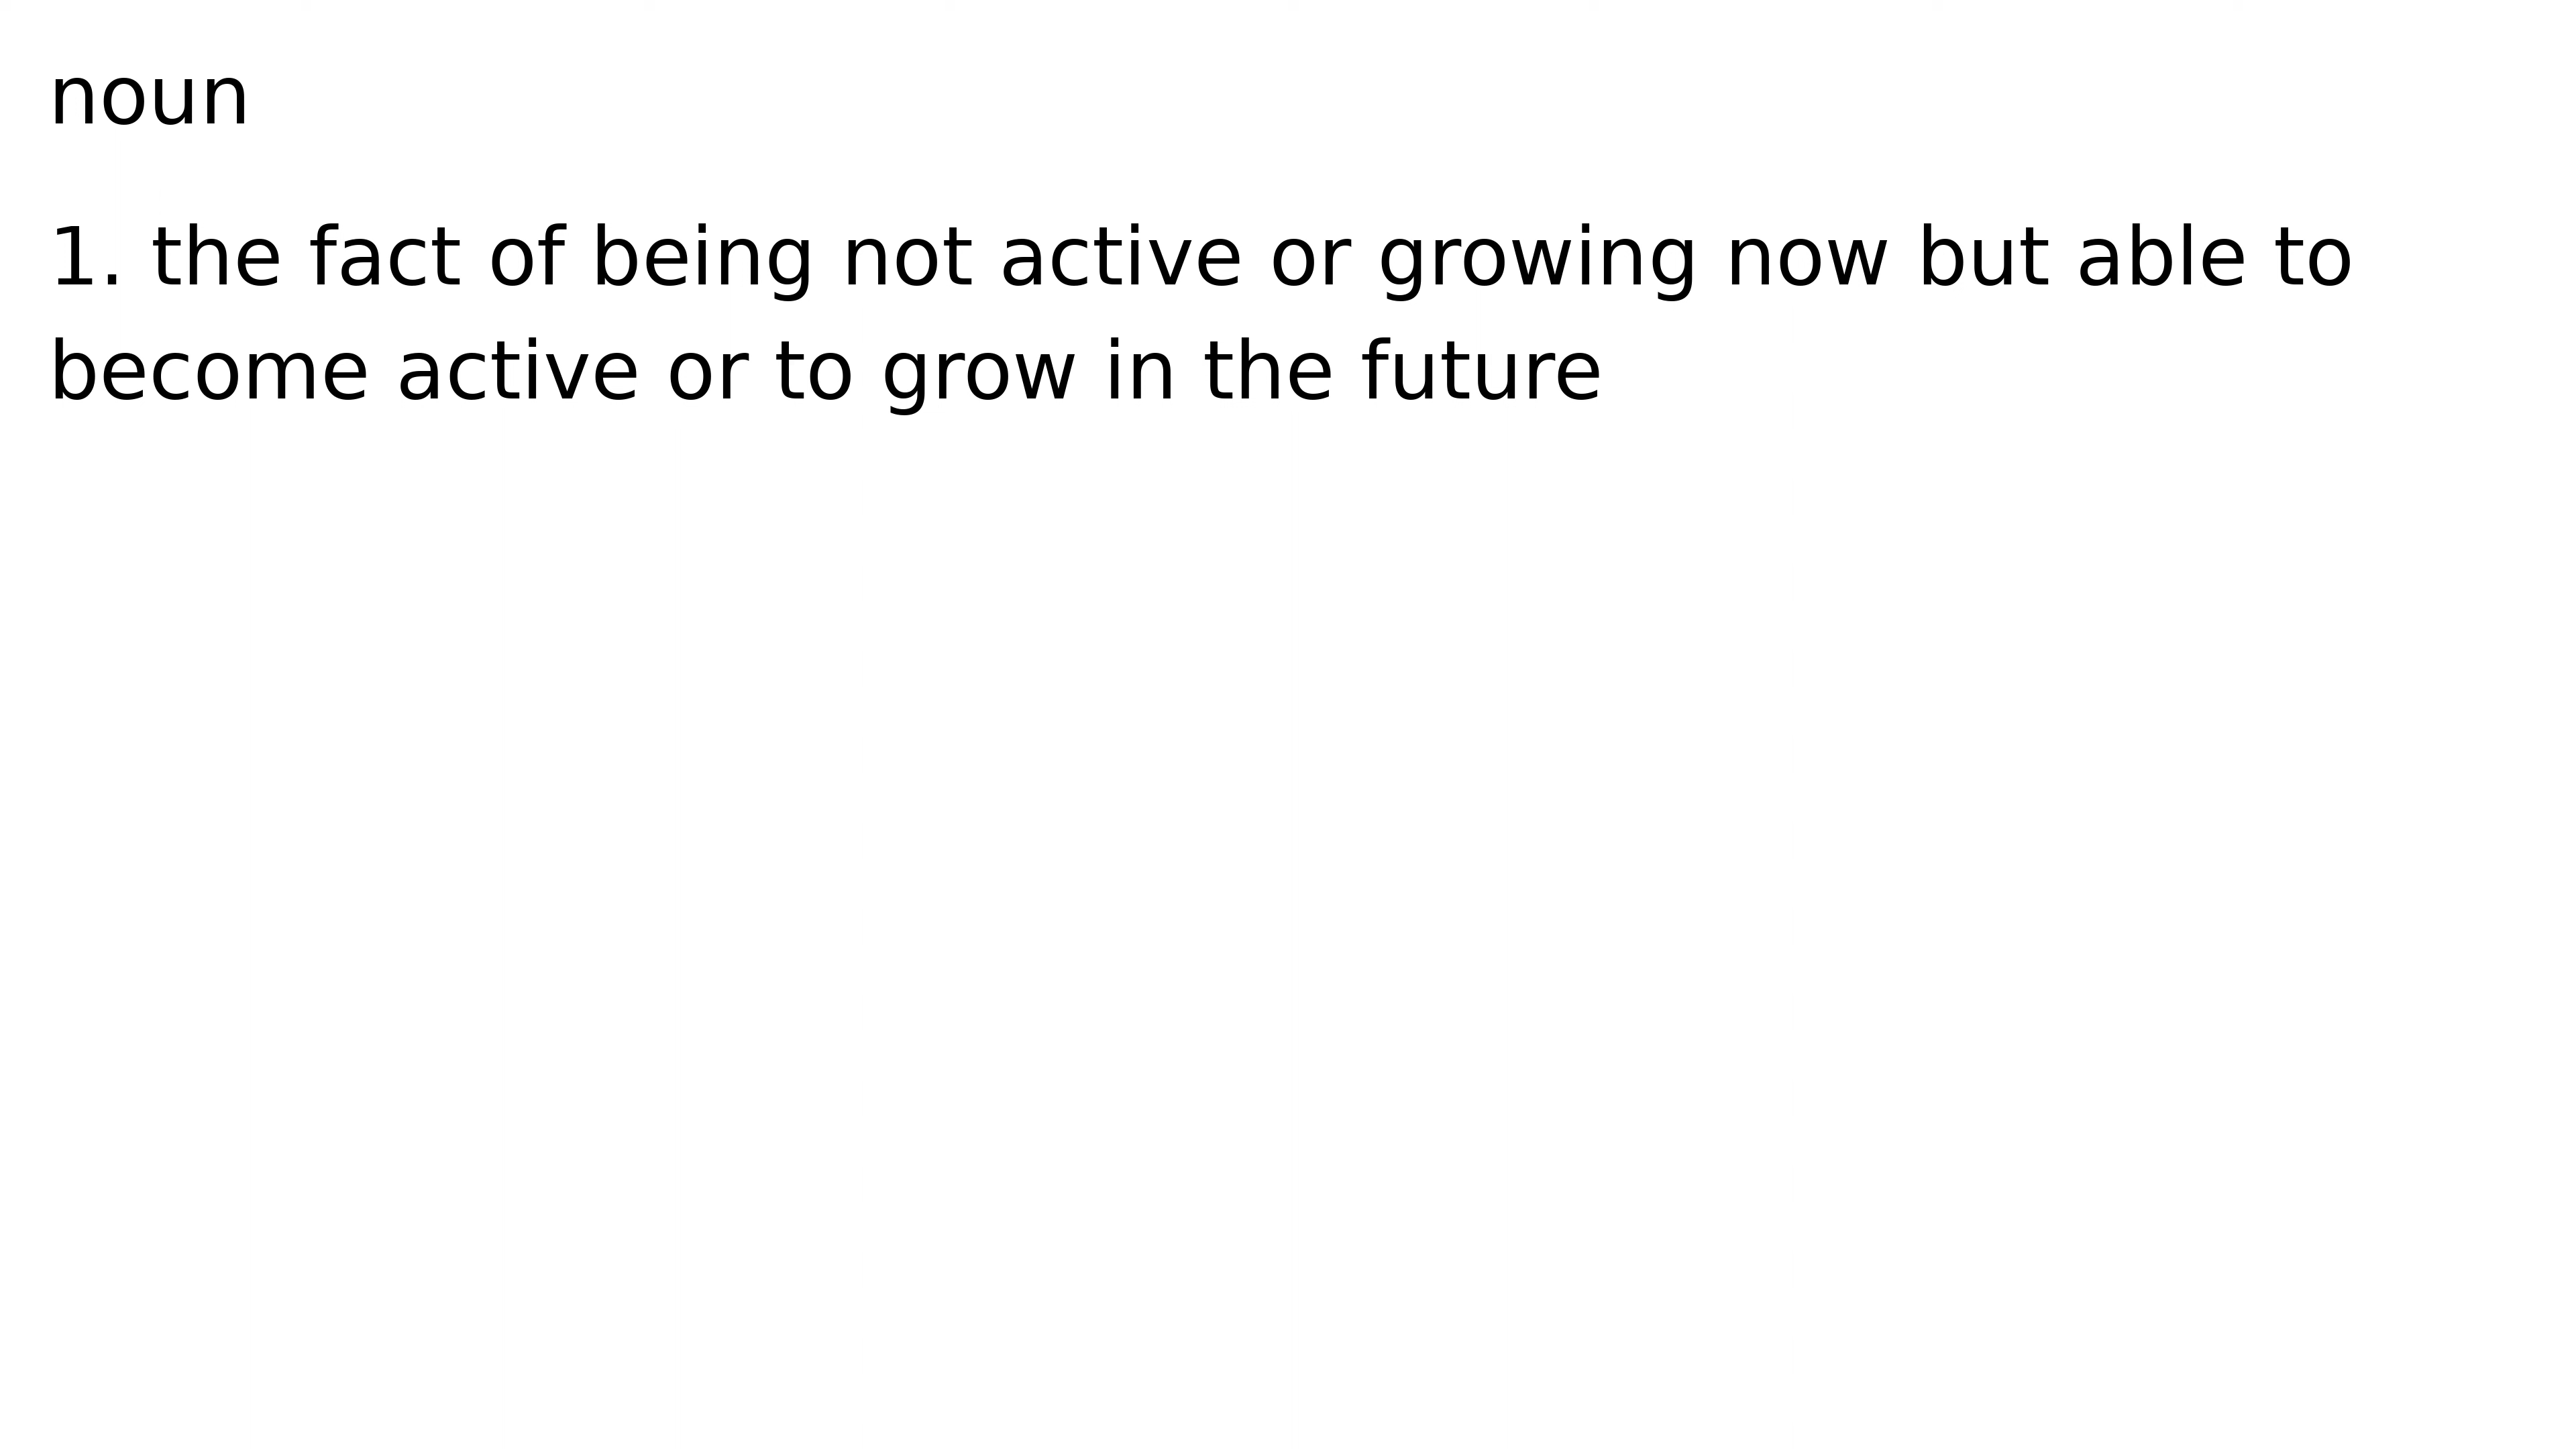 noun
1. the fact of being not active or growing now but able to
become active or to grow in the future